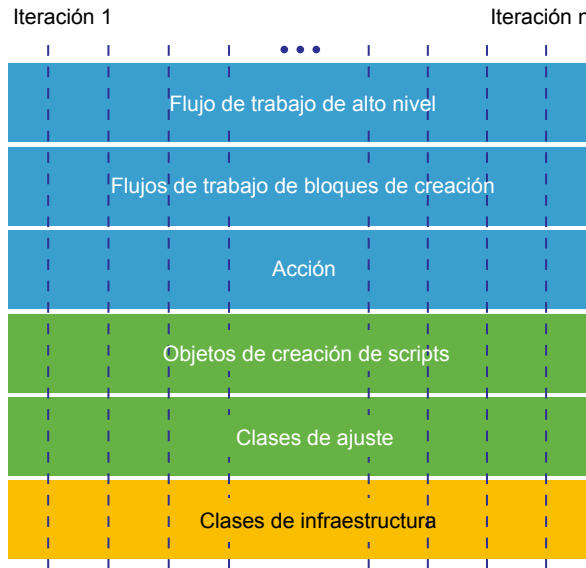 Iteración 1
Iteración n
•••
Flujo de trabajo de alto nivel
Flujos de trabajo de bloques de creación
Acción
Objetos de creación de scripts
Clases de ajuste
Clases de infraestructura